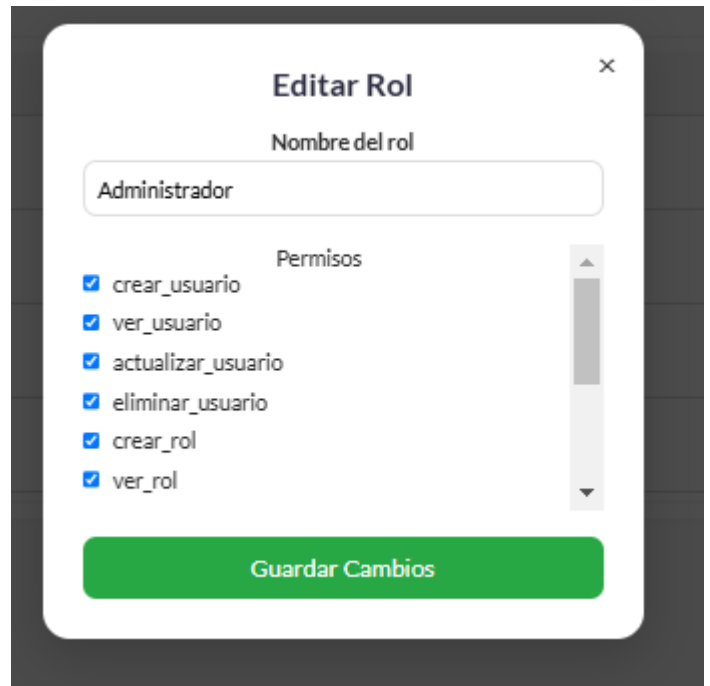 Editar Rol
×
Nombre del rol
Administrador
Permisos
crear_usuario
ver_usuario
actualizar_usuario
eliminar_usuario
crear_rol
ver_rol
Guardar Cambios